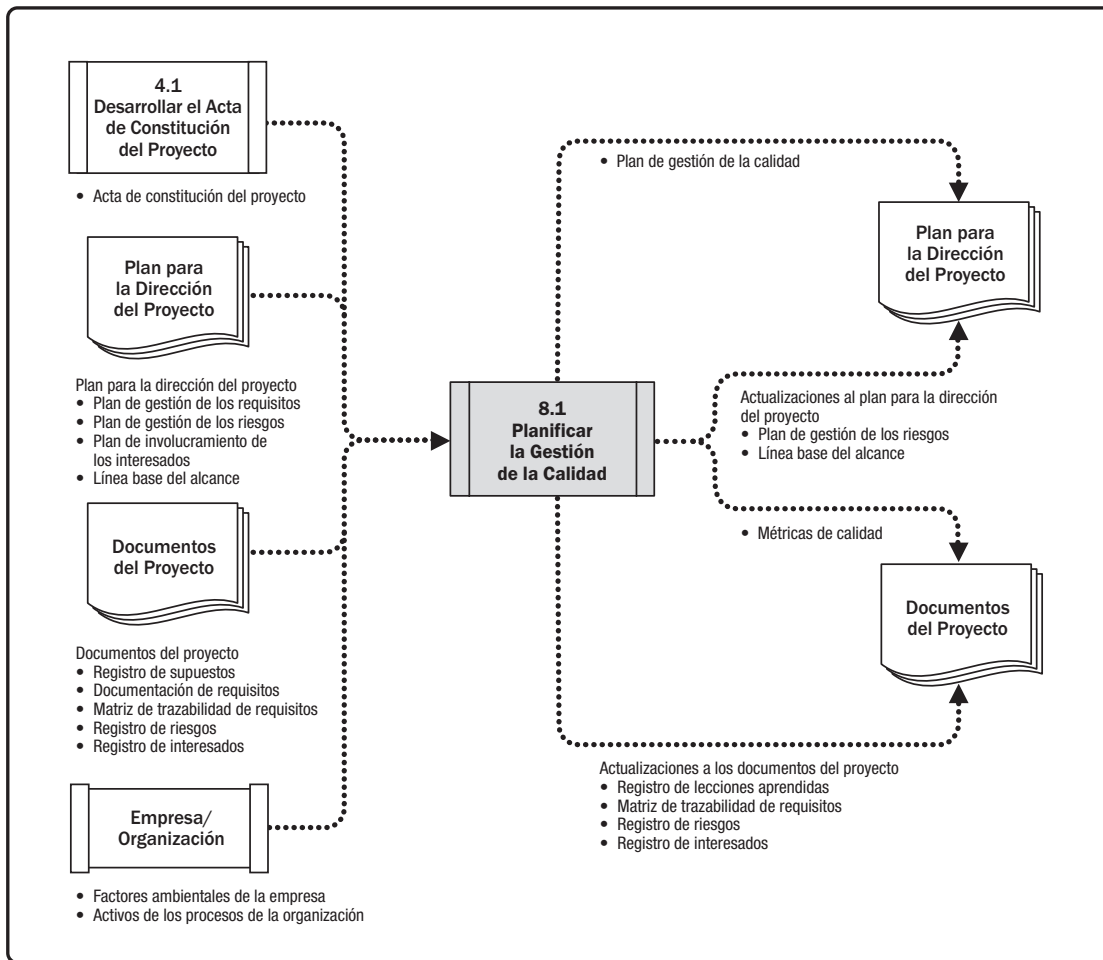 4.1
Desarrollar el Acta
de Constitución
del Proyecto
• Acta de constitución del proyecto
Plan para
la Dirección
del Proyecto
Plan para la dirección del proyecto
• Plan de gestión de los requisitos
• Plan de gestión de los riesgos
• Plan de involucramiento de
los interesados
• Línea base del alcance
Documentos
del Proyecto
Documentos del proyecto
• Registro de supuestos
• Documentación de requisitos
• Matriz de trazabilidad de requisitos
• Registro de riesgos
• Registro de interesados
Empresa/
Organización
• Factores ambientales de la empresa
• Activos de los procesos de la organización
8.1
Planificar
la Gestión
de la Calidad
• Plan de gestión de la calidad
Plan para
la Dirección
del Proyecto
Actualizaciones al plan para la dirección
del proyecto
• Plan de gestión de los riesgos
• Línea base del alcance
• Métricas de calidad
Documentos
del Proyecto
Actualizaciones a los documentos del proyecto
• Registro de lecciones aprendidas
• Matriz de trazabilidad de requisitos
• Registro de riesgos
• Registro de interesados